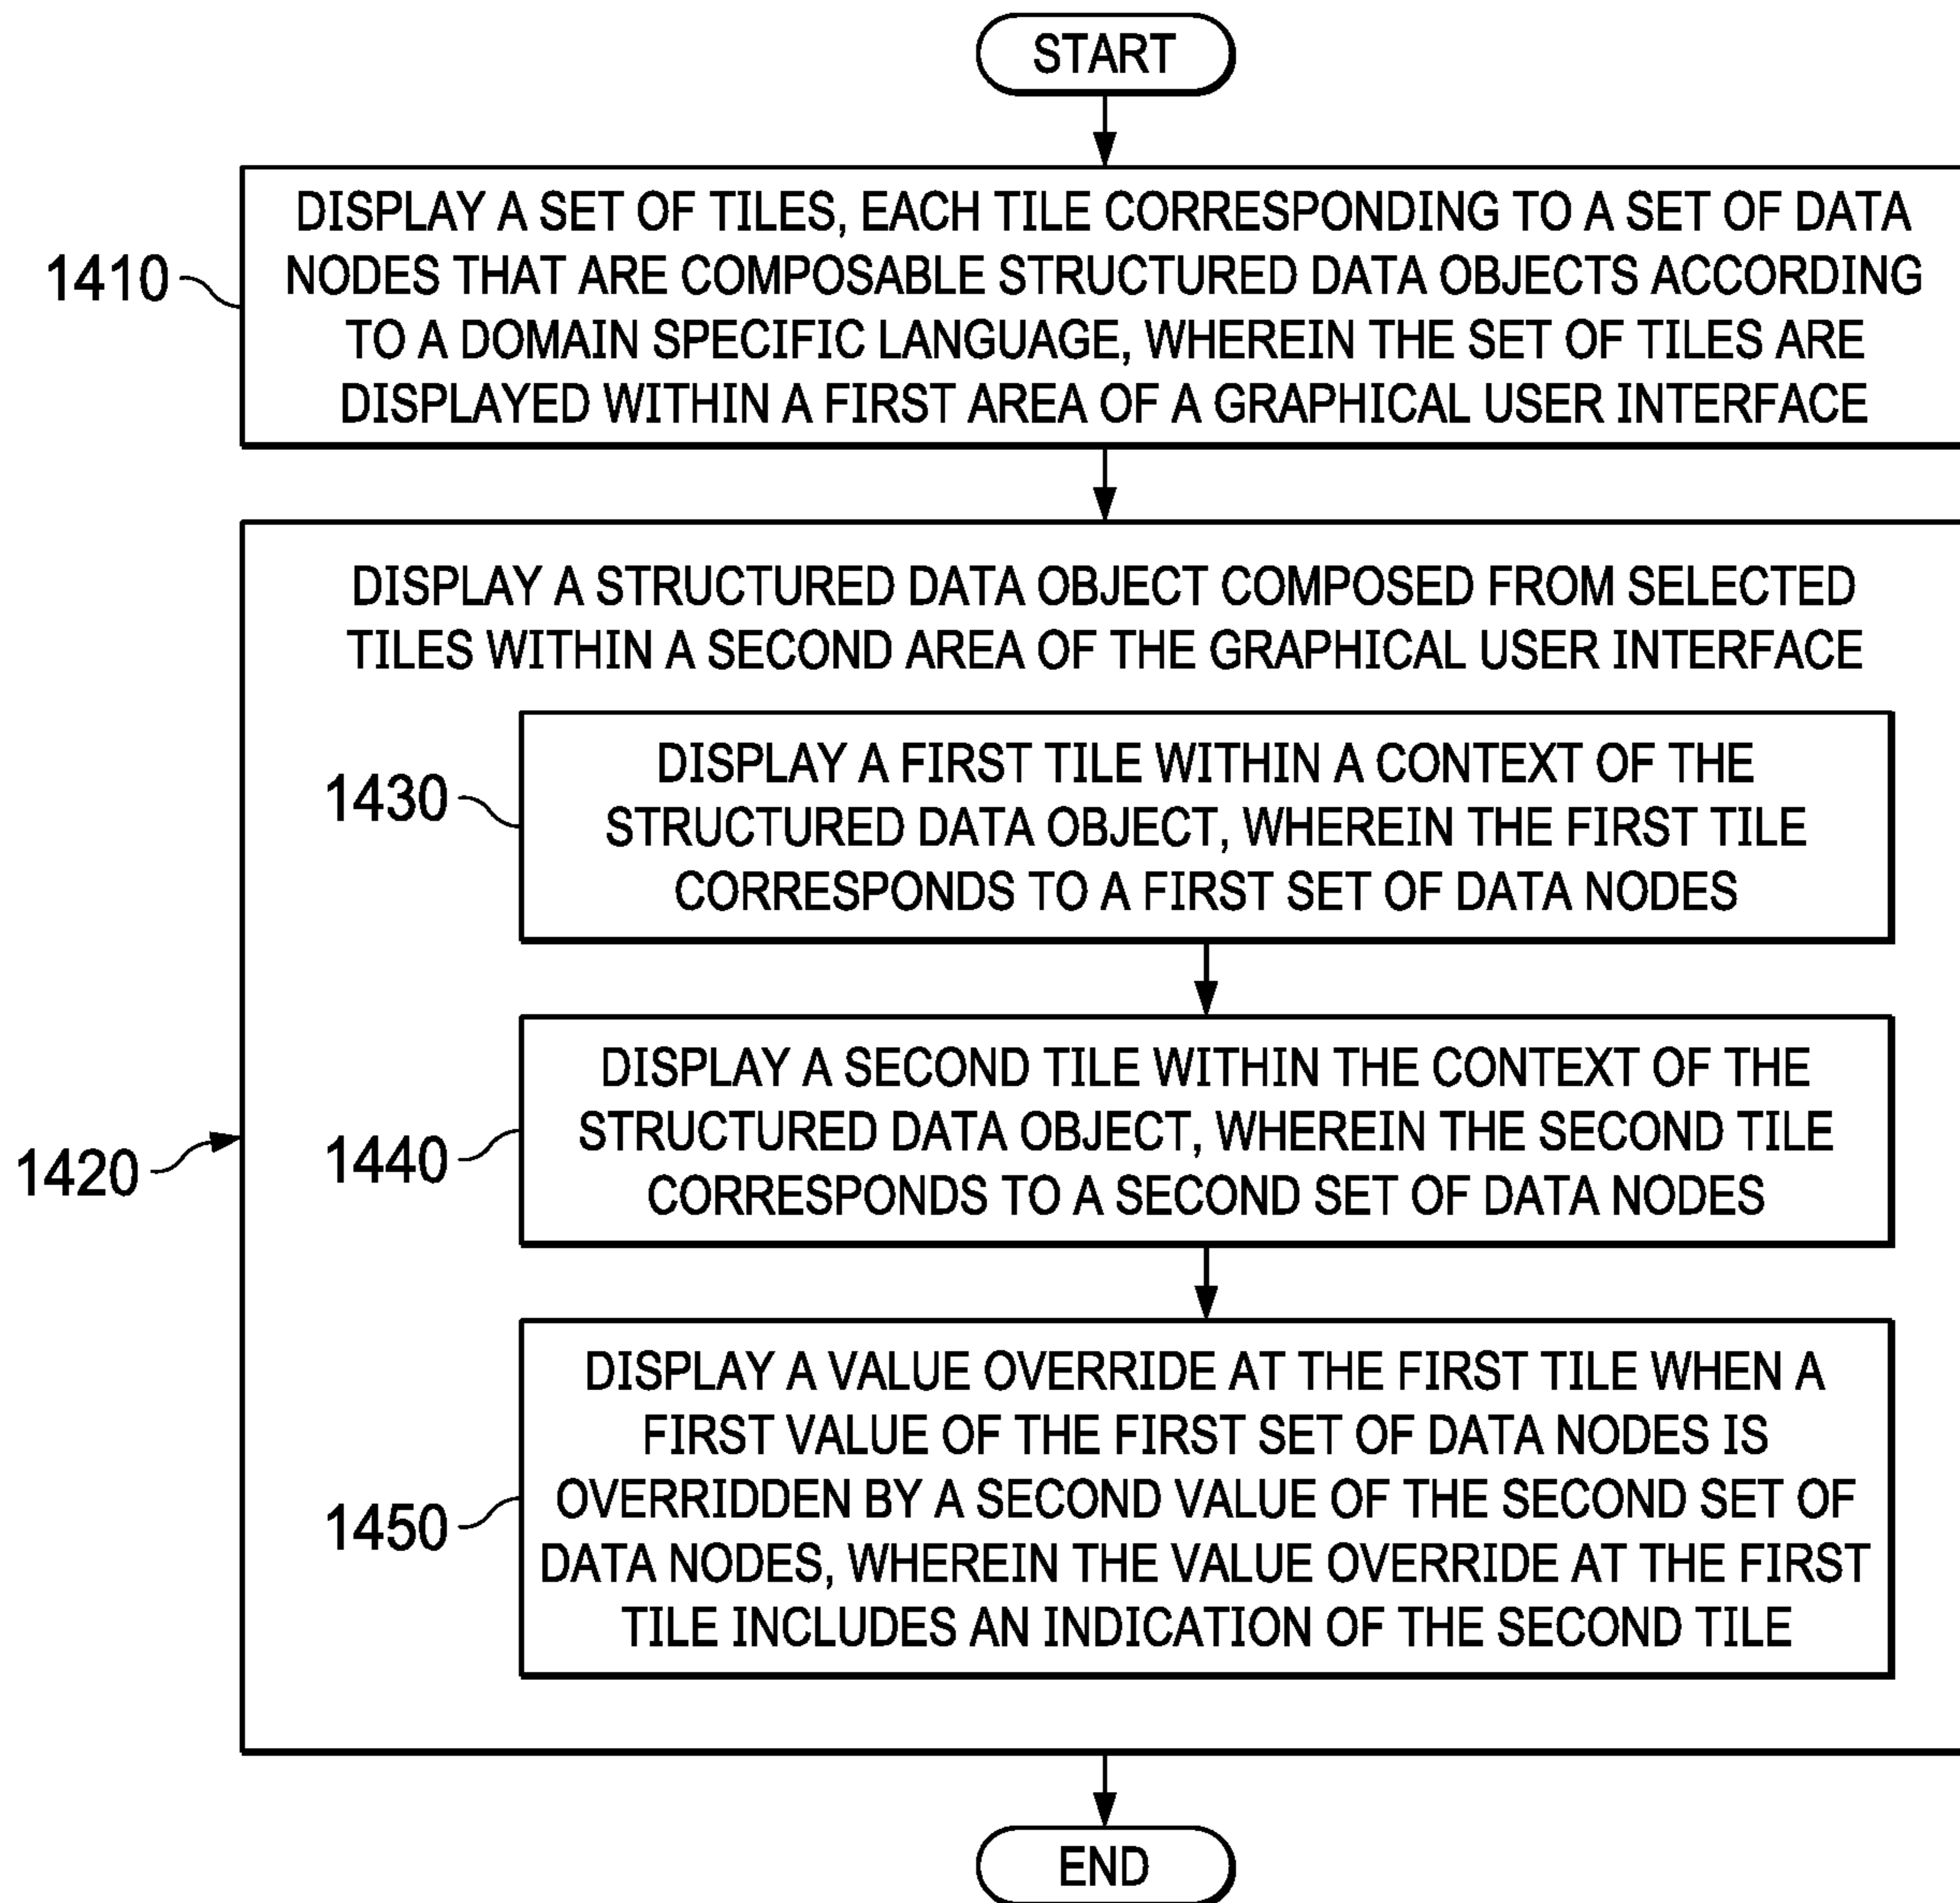 START
DISPLAY A SET OF TILES, EACH TILE CORRESPONDING TO A SET OF DATA
NODES THAT ARE COMPOSABLE STRUCTURED DATA OBJECTS ACCORDING
TO A DOMAIN SPECIFIC LANGUAGE, WHEREIN THE SET OF TILES ARE
DISPLAYED WITHIN A FIRST AREA OF A GRAPHICAL USER INTERFACE
1410
DISPLAY A STRUCTURED DATA OBJECT COMPOSED FROM SELECTED
TILES WITHIN A SECOND AREA OF THE GRAPHICAL USER INTERFACE
1420
DISPLAY A FIRST TILE WITHIN A CONTEXT OF THE
STRUCTURED DATA OBJECT, WHEREIN THE FIRST TILE
CORRESPONDS TO A FIRST SET OF DATA NODES
1430
DISPLAY A SECOND TILE WITHIN THE CONTEXT OF THE
STRUCTURED DATA OBJECT, WHEREIN THE SECOND TILE
CORRESPONDS TO A SECOND SET OF DATA NODES
1440
DISPLAY A VALUE OVERRIDE AT THE FIRST TILE WHEN A
FIRST VALUE OF THE FIRST SET OF DATA NODES IS
OVERRIDDEN BY A SECOND VALUE OF THE SECOND SET OF
DATA NODES, WHEREIN THE VALUE OVERRIDE AT THE FIRST
TILE INCLUDES AN INDICATION OF THE SECOND TILE
1450
END